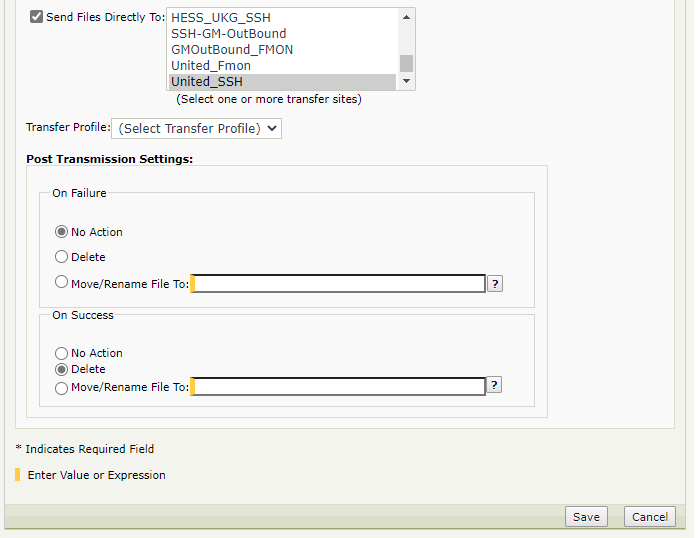 Send Files Directly To:
HESS_UKG_SSH
SSH-GM-OutBound
GMOutBound_FMON
United_Fmon
United_SSH
(Select one or more transfer sites)
Transfer Profile: (Select Transfer Profile)
Post Transmission Settings:
On Failure
No Action
Delete
Move/Rename File To: ?
On Success
No Action
Delete
Move/Rename File To: ?
* Indicates Required Field
Enter Value or Expression
Save Cancel